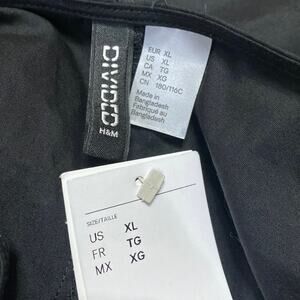 DIVIDED
H&M
EUR XL
US XL
CA TG
MX XG
CN 180/116C
Made in
Bangladesh
Fabriqué au
Bangladesh
SIZE/TAILLE
US XL
FR TG
MX XG